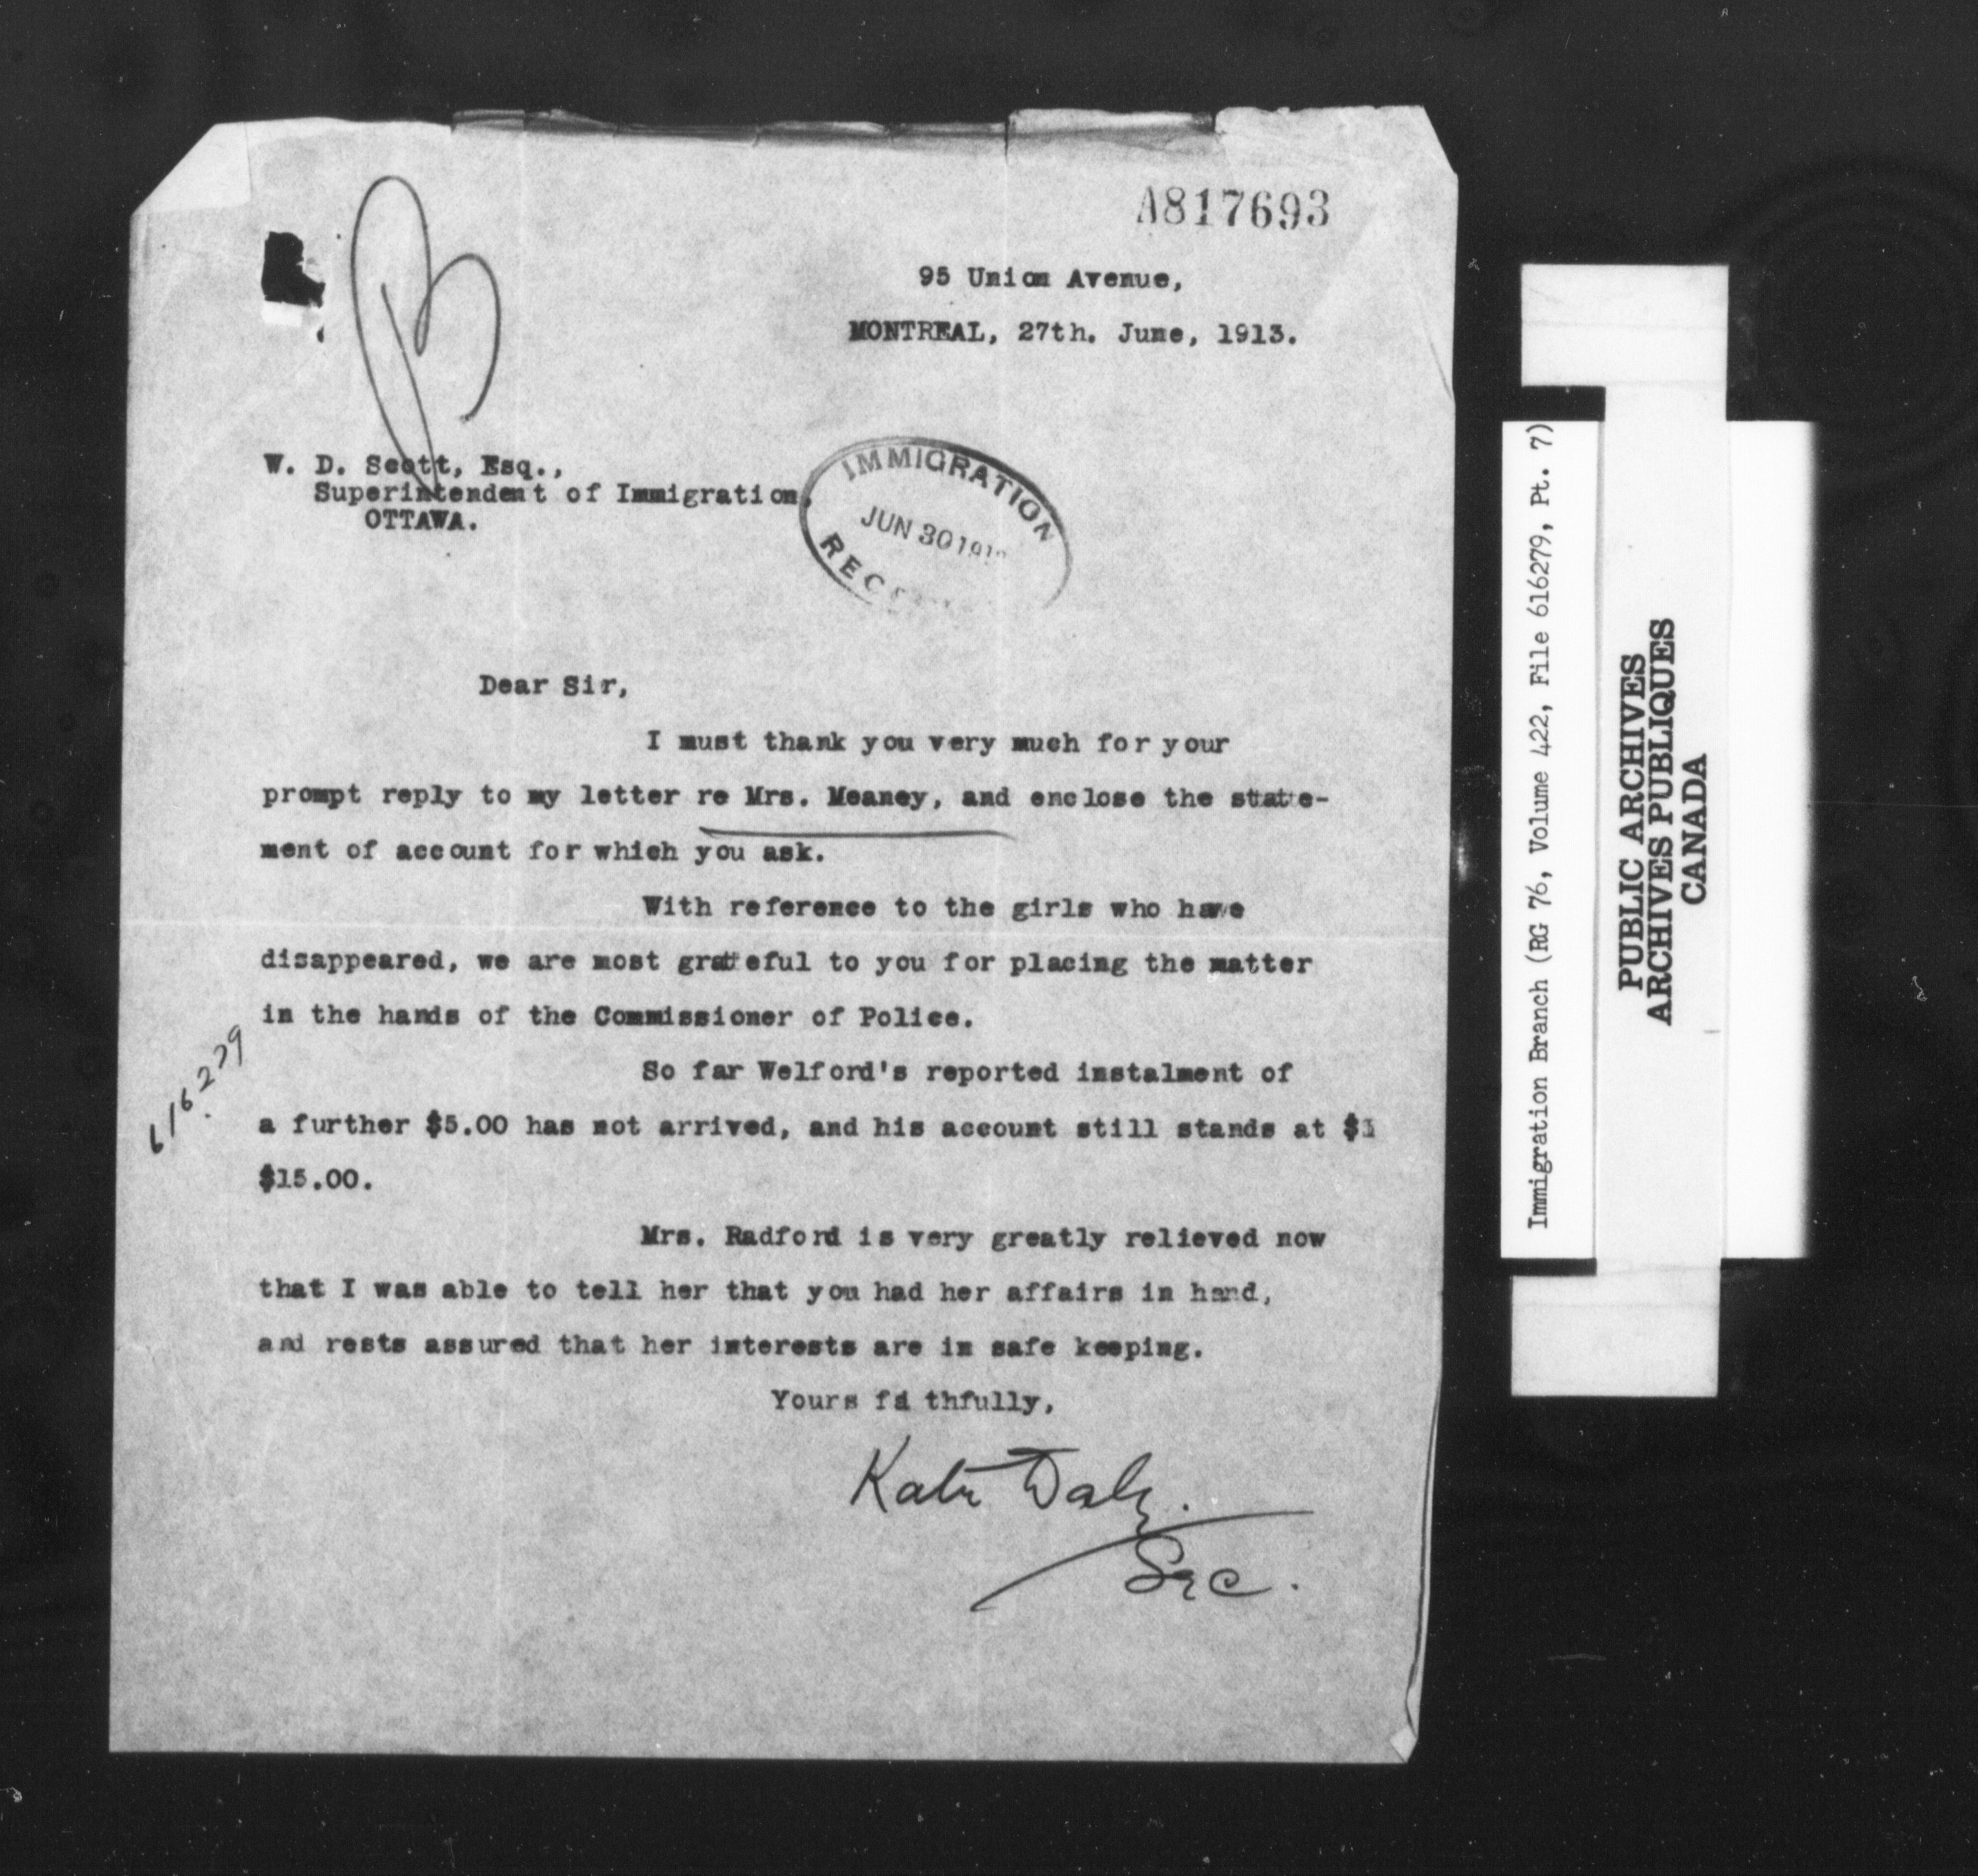 A817693
95 Union Avenue,
MONTREAL, 27th. June, 1913.
B
W. D. Scott, Esq.,
Superintendent of Immigration,
OTTAWA.
IMMIGRATION
JUN 30 191
REC
Dear Sir,
I must thank you very much for your
prompt reply to my letter re Mrs. Meaney, and enclose the state-
ment of account for which you ask.
With reference to the girls who have
disappeared, we are most grateful to you for placing the matter
in the hands of the Commissioner of Police.
616279
So far Welford's reported instalment of
a further $5.00 has not arrived, and his account still stands at $1
$15.00.
Mrs. Radford is very greatly relieved now
that I was able to tell her that you had her affairs in hand,
and rests assured that her interests are in safe keeping.
Yours faithfully,
Kate Daly.
Sec.
Immigration Branch (RG 76, Volume 422, File 616279, Pt. 7)
PUBLIC ARCHIVES
ARCHIVES PUBLIQUES
CANADA